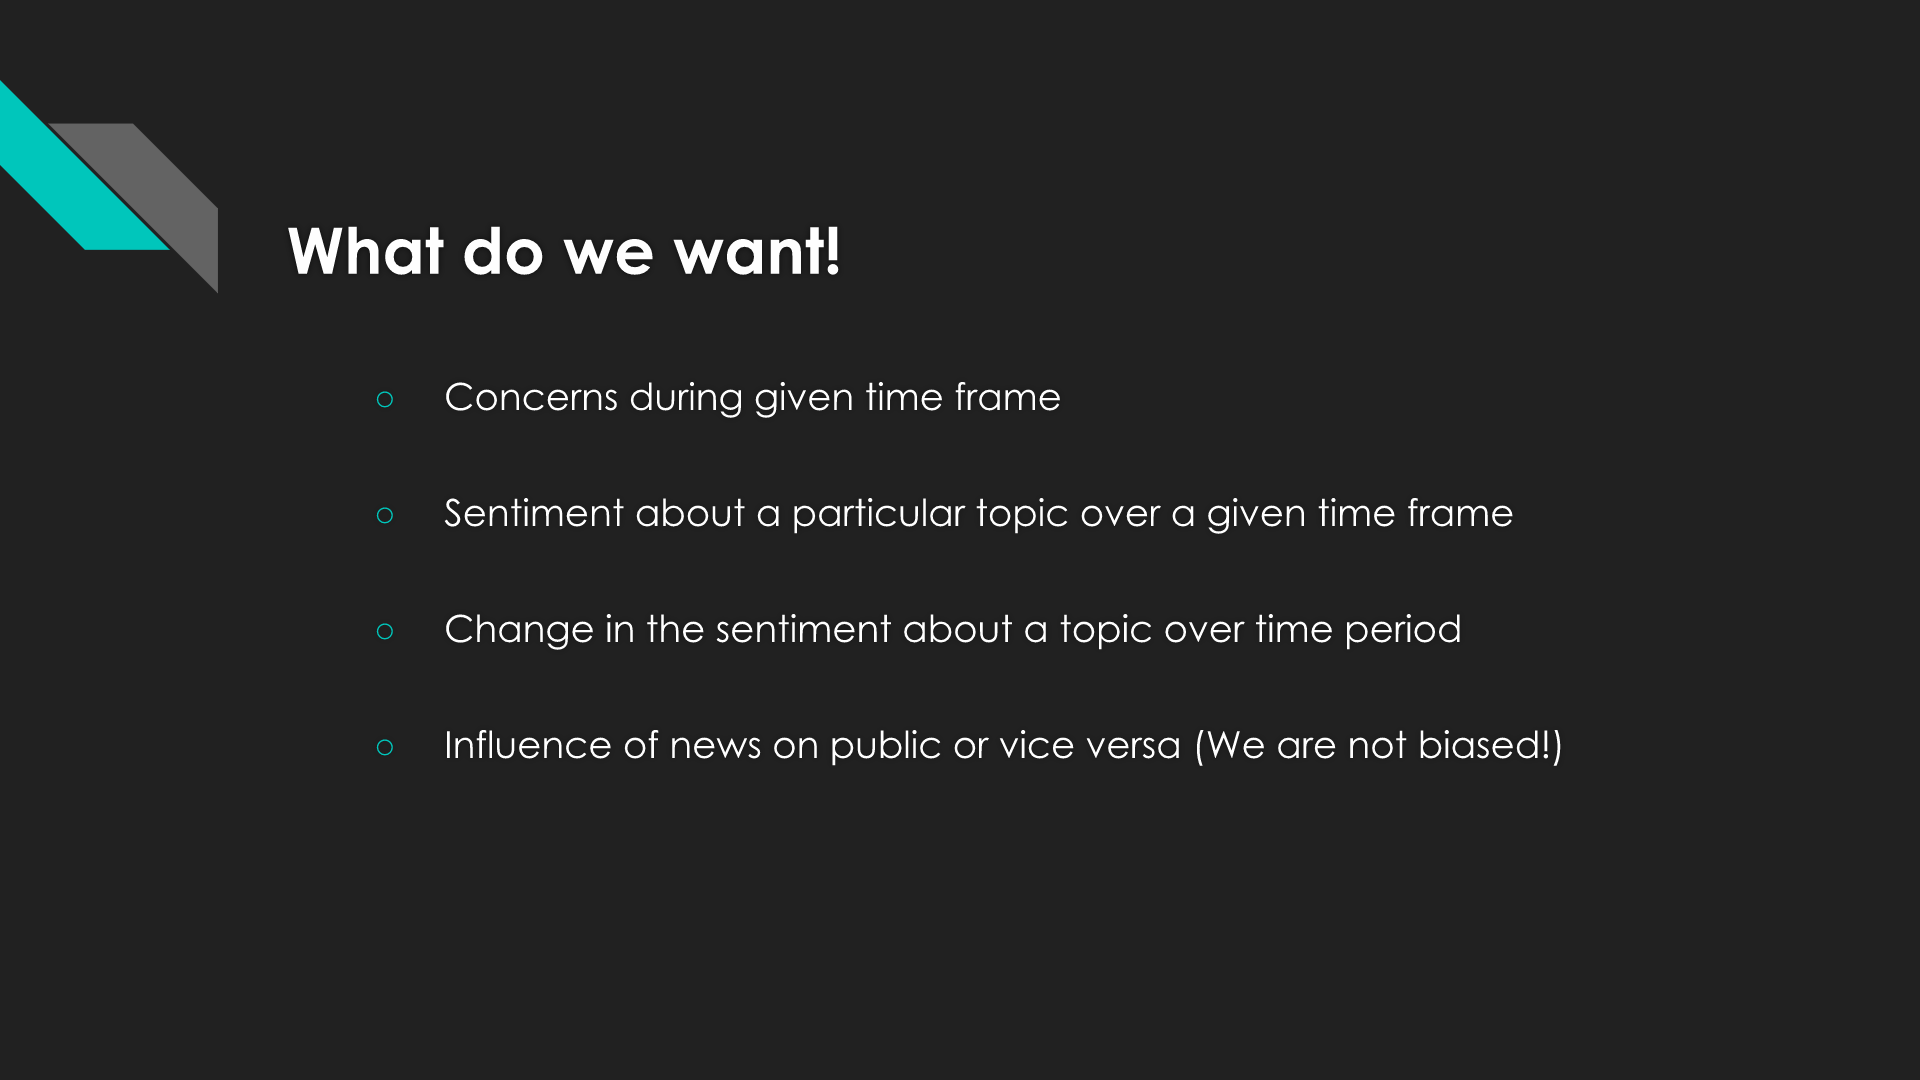 What do we want!
○ Concerns during given time frame
○ Sentiment about a particular topic over a given time frame
○ Change in the sentiment about a topic over time period
○ Influence of news on public or vice versa (We are not biased!)